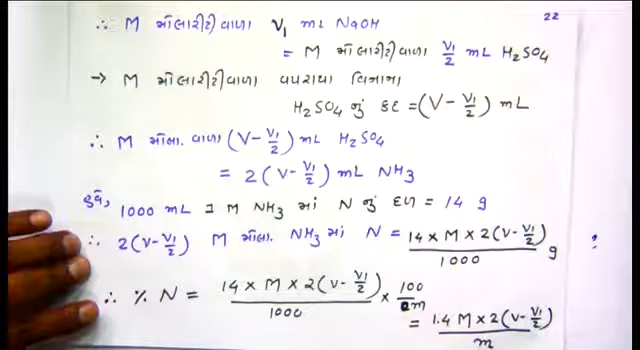 22
∴ M મોલારીટીવાળા V₁ mL NaOH
= M મોલારીટીવાળા V₁/2 mL H₂SO₄
→ M મોલારીટીવાળા વપરાયા વિનાના
H₂SO₄ નું કદ = (V – V₁/2) mL
∴ M મોલા. વાળા (V – V₁/2) mL H₂SO₄
= 2 (V – V₁/2) mL NH₃
હવે, 1000 mL 1 M NH₃ માં N નું દળ = 14 g
∴ 2(V – V₁/2) M મોલા. NH₃ માં N = 14 × M × 2 (V – V₁/2) / 1000 g
∴ % N = 14 × M × 2 (V – V₁/2) / 1000 × 100 / m
= 1.4 M × 2 (V – V₁/2) / m